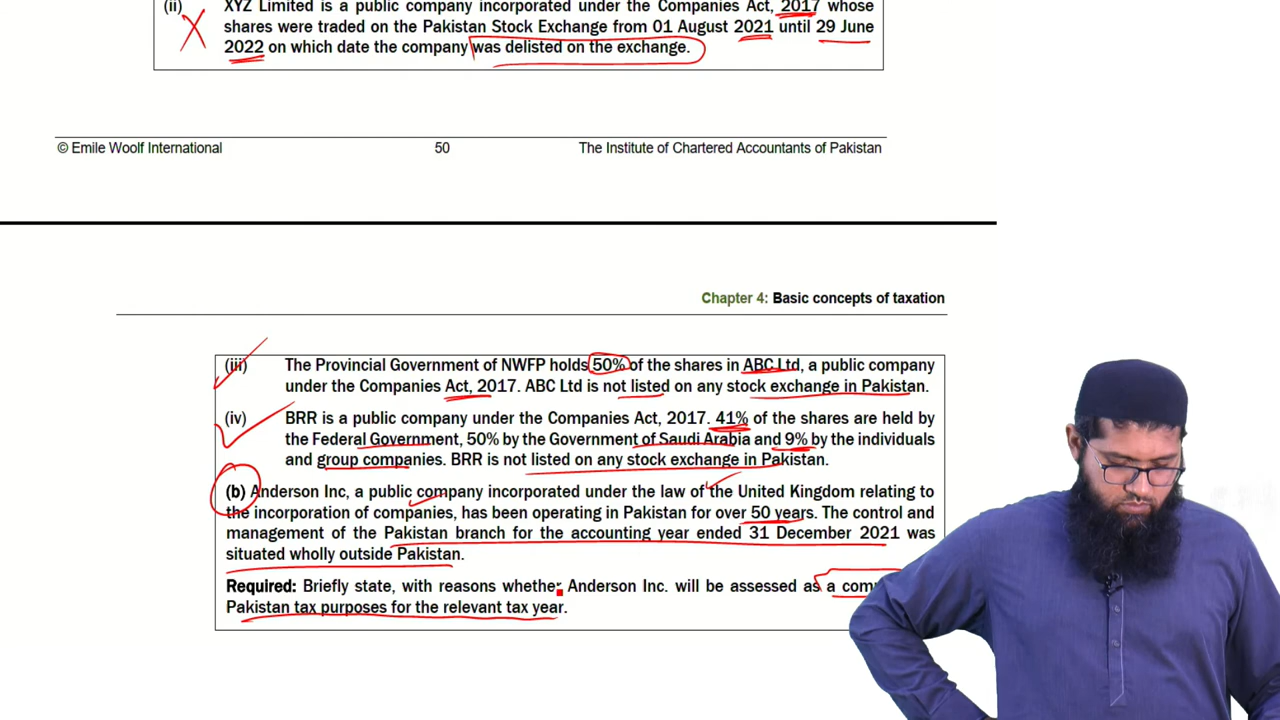 (ii) XYZ Limited is a public company incorporated under the Companies Act, 2017 whose
shares were traded on the Pakistan Stock Exchange from 01 August 2021 until 29 June
2022 on which date the company was delisted on the exchange.
© Emile Woolf International 50 The Institute of Chartered Accountants of Pakistan
Chapter 4: Basic concepts of taxation
(iii) The Provincial Government of NWFP holds 50% of the shares in ABC Ltd, a public company
under the Companies Act, 2017. ABC Ltd is not listed on any stock exchange in Pakistan.
(iv) BRR is a public company under the Companies Act, 2017. 41% of the shares are held by
the Federal Government, 50% by the Government of Saudi Arabia and 9% by the individuals
and group companies. BRR is not listed on any stock exchange in Pakistan.
(b) Anderson Inc, a public company incorporated under the law of the United Kingdom relating to
the incorporation of companies, has been operating in Pakistan for over 50 years. The control and
management of the Pakistan branch for the accounting year ended 31 December 2021 was
situated wholly outside Pakistan.
Required: Briefly state, with reasons whether Anderson Inc. will be assessed as a
Pakistan tax purposes for the relevant tax year.